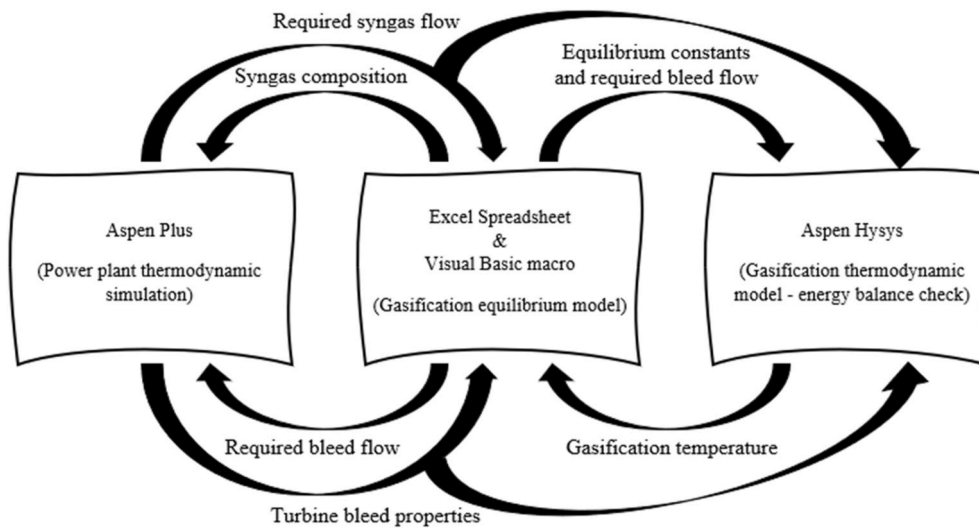 Required syngas flow
Syngas composition
Equilibrium constants
and required bleed flow
Aspen Plus
(Power plant thermodynamic
simulation)
Excel Spreadsheet
&
Visual Basic macro
(Gasification equilibrium model)
Aspen Hysys
(Gasification thermodynamic
model - energy balance check)
Required bleed flow
Gasification temperature
Turbine bleed properties